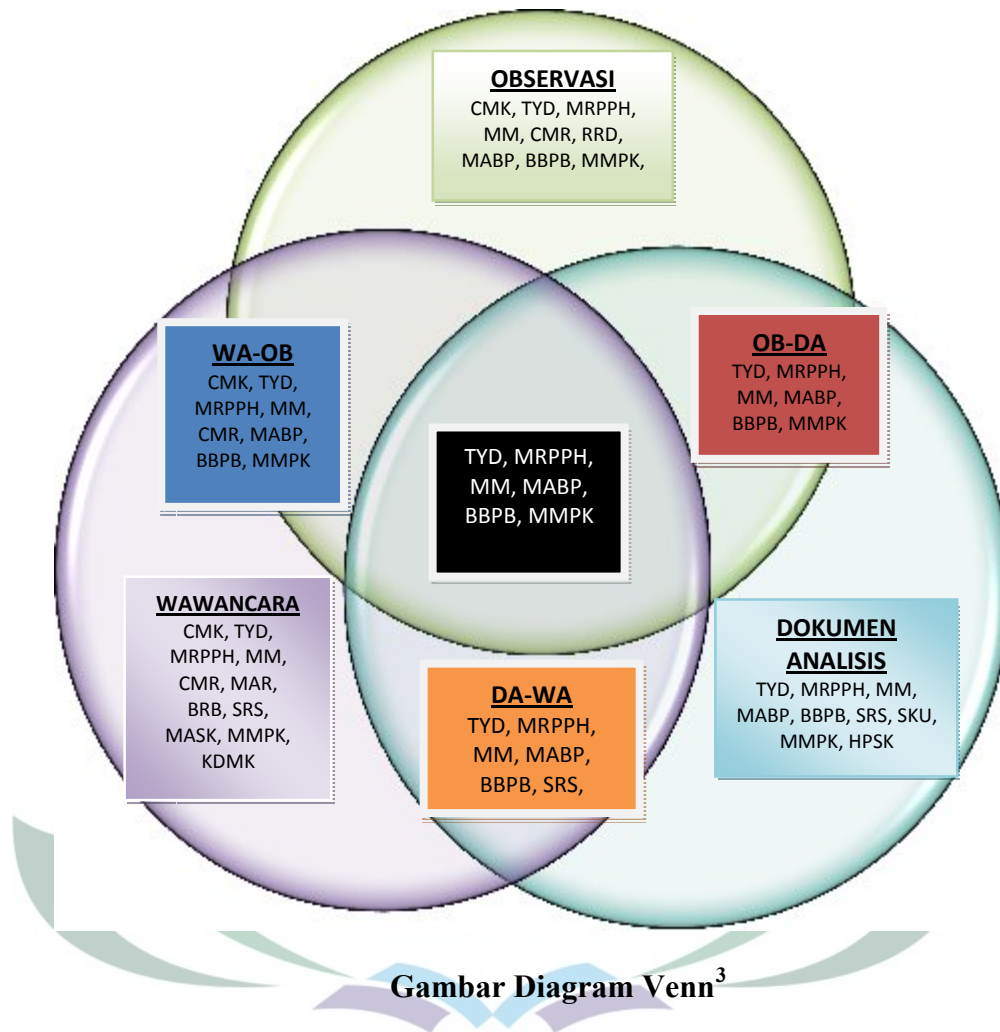 OBSERVASI
CMK, TYD, MRPPH,
MM, CMR, RRD,
MABP, BBPB, MMPK,
WA-OB
CMK, TYD,
MRPPH, MM,
CMR, MABP,
BBPB, MMPK
OB-DA
TYD, MRPPH,
MM, MABP,
BBPB, MMPK
TYD, MRPPH,
MM, MABP,
BBPB, MMPK
WAWANCARA
CMK, TYD,
MRPPH, MM,
CMR, MAR,
BRB, SRS,
MASK, MMPK,
KDMK
DA-WA
TYD, MRPPH,
MM, MABP,
BBPB, SRS,
DOKUMEN
ANALISIS
TYD, MRPPH, MM,
MABP, BBPB, SRS, SKU,
MMPK, HPSK
Gambar Diagram Venn³